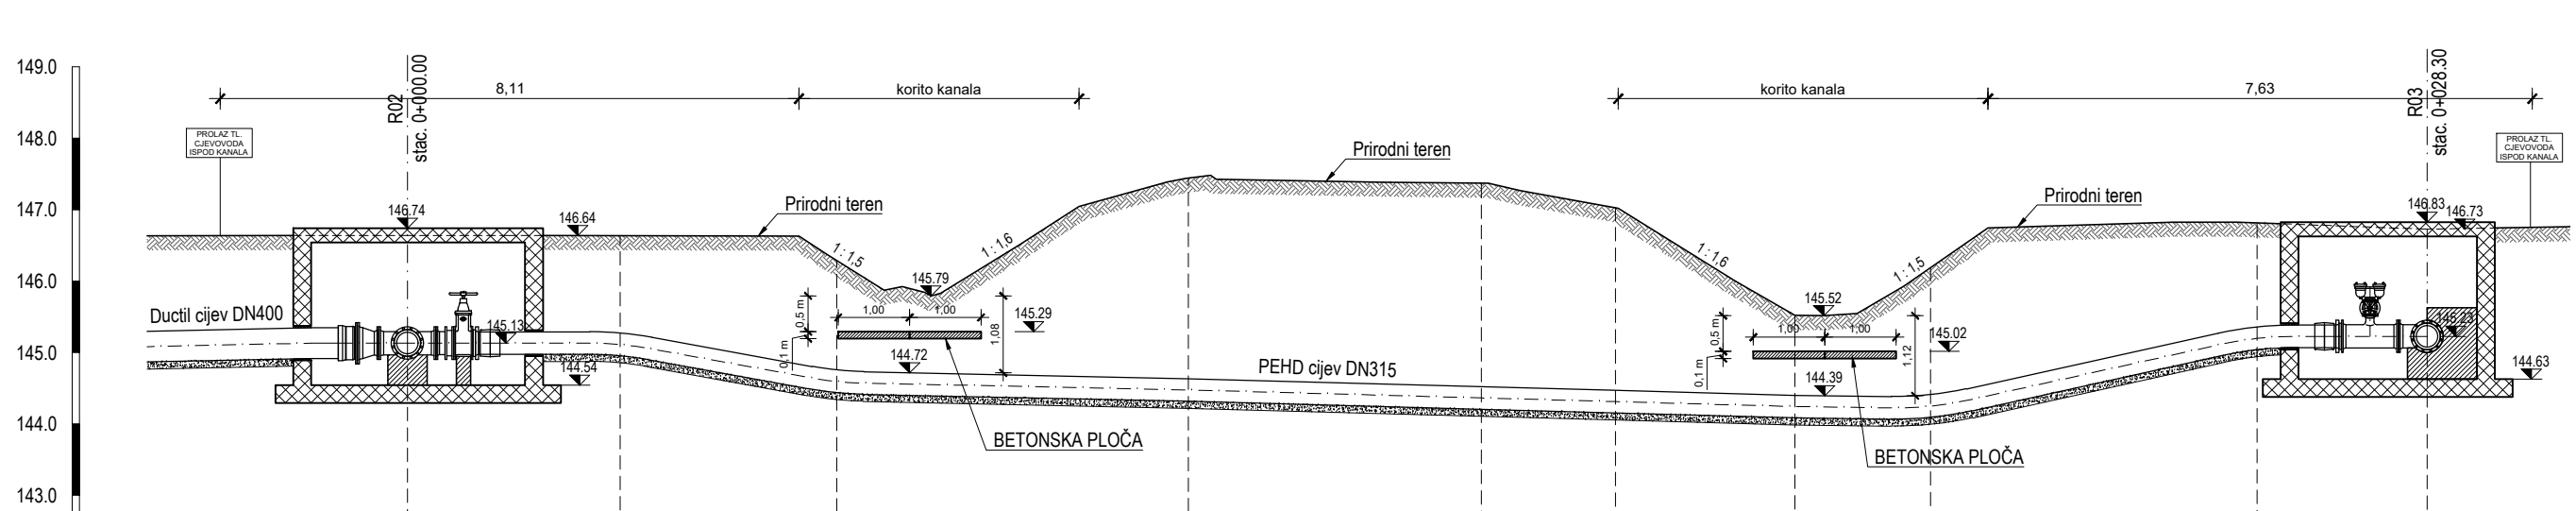 149.0
148.0
147.0
146.0
145.0
144.0
143.0
8,11
korito kanala
korito kanala
7,63
R02
stac. 0+000.00
R03
stac. 0+028.30
PROLAZ TL.
CJEVOVODA
ISPOD KANALA
PROLAZ TL.
CJEVOVODA
ISPOD KANALA
Prirodni teren
Prirodni teren
Prirodni teren
146.74
146.64
146.83
146.73
1 : 1,5
1 : 1,6
1 : 1,6
1 : 1,5
145.79
145.52
Ductil cijev DN400
145.13
144.54
0,5 m
0,1 m
1,00
1,00
1,08
145.29
144.72
PEHD cijev DN315
BETONSKA PLOČA
0,5 m
0,1 m
1,00
1,00
1,12
145.02
144.39
BETONSKA PLOČA
145.23
144.63